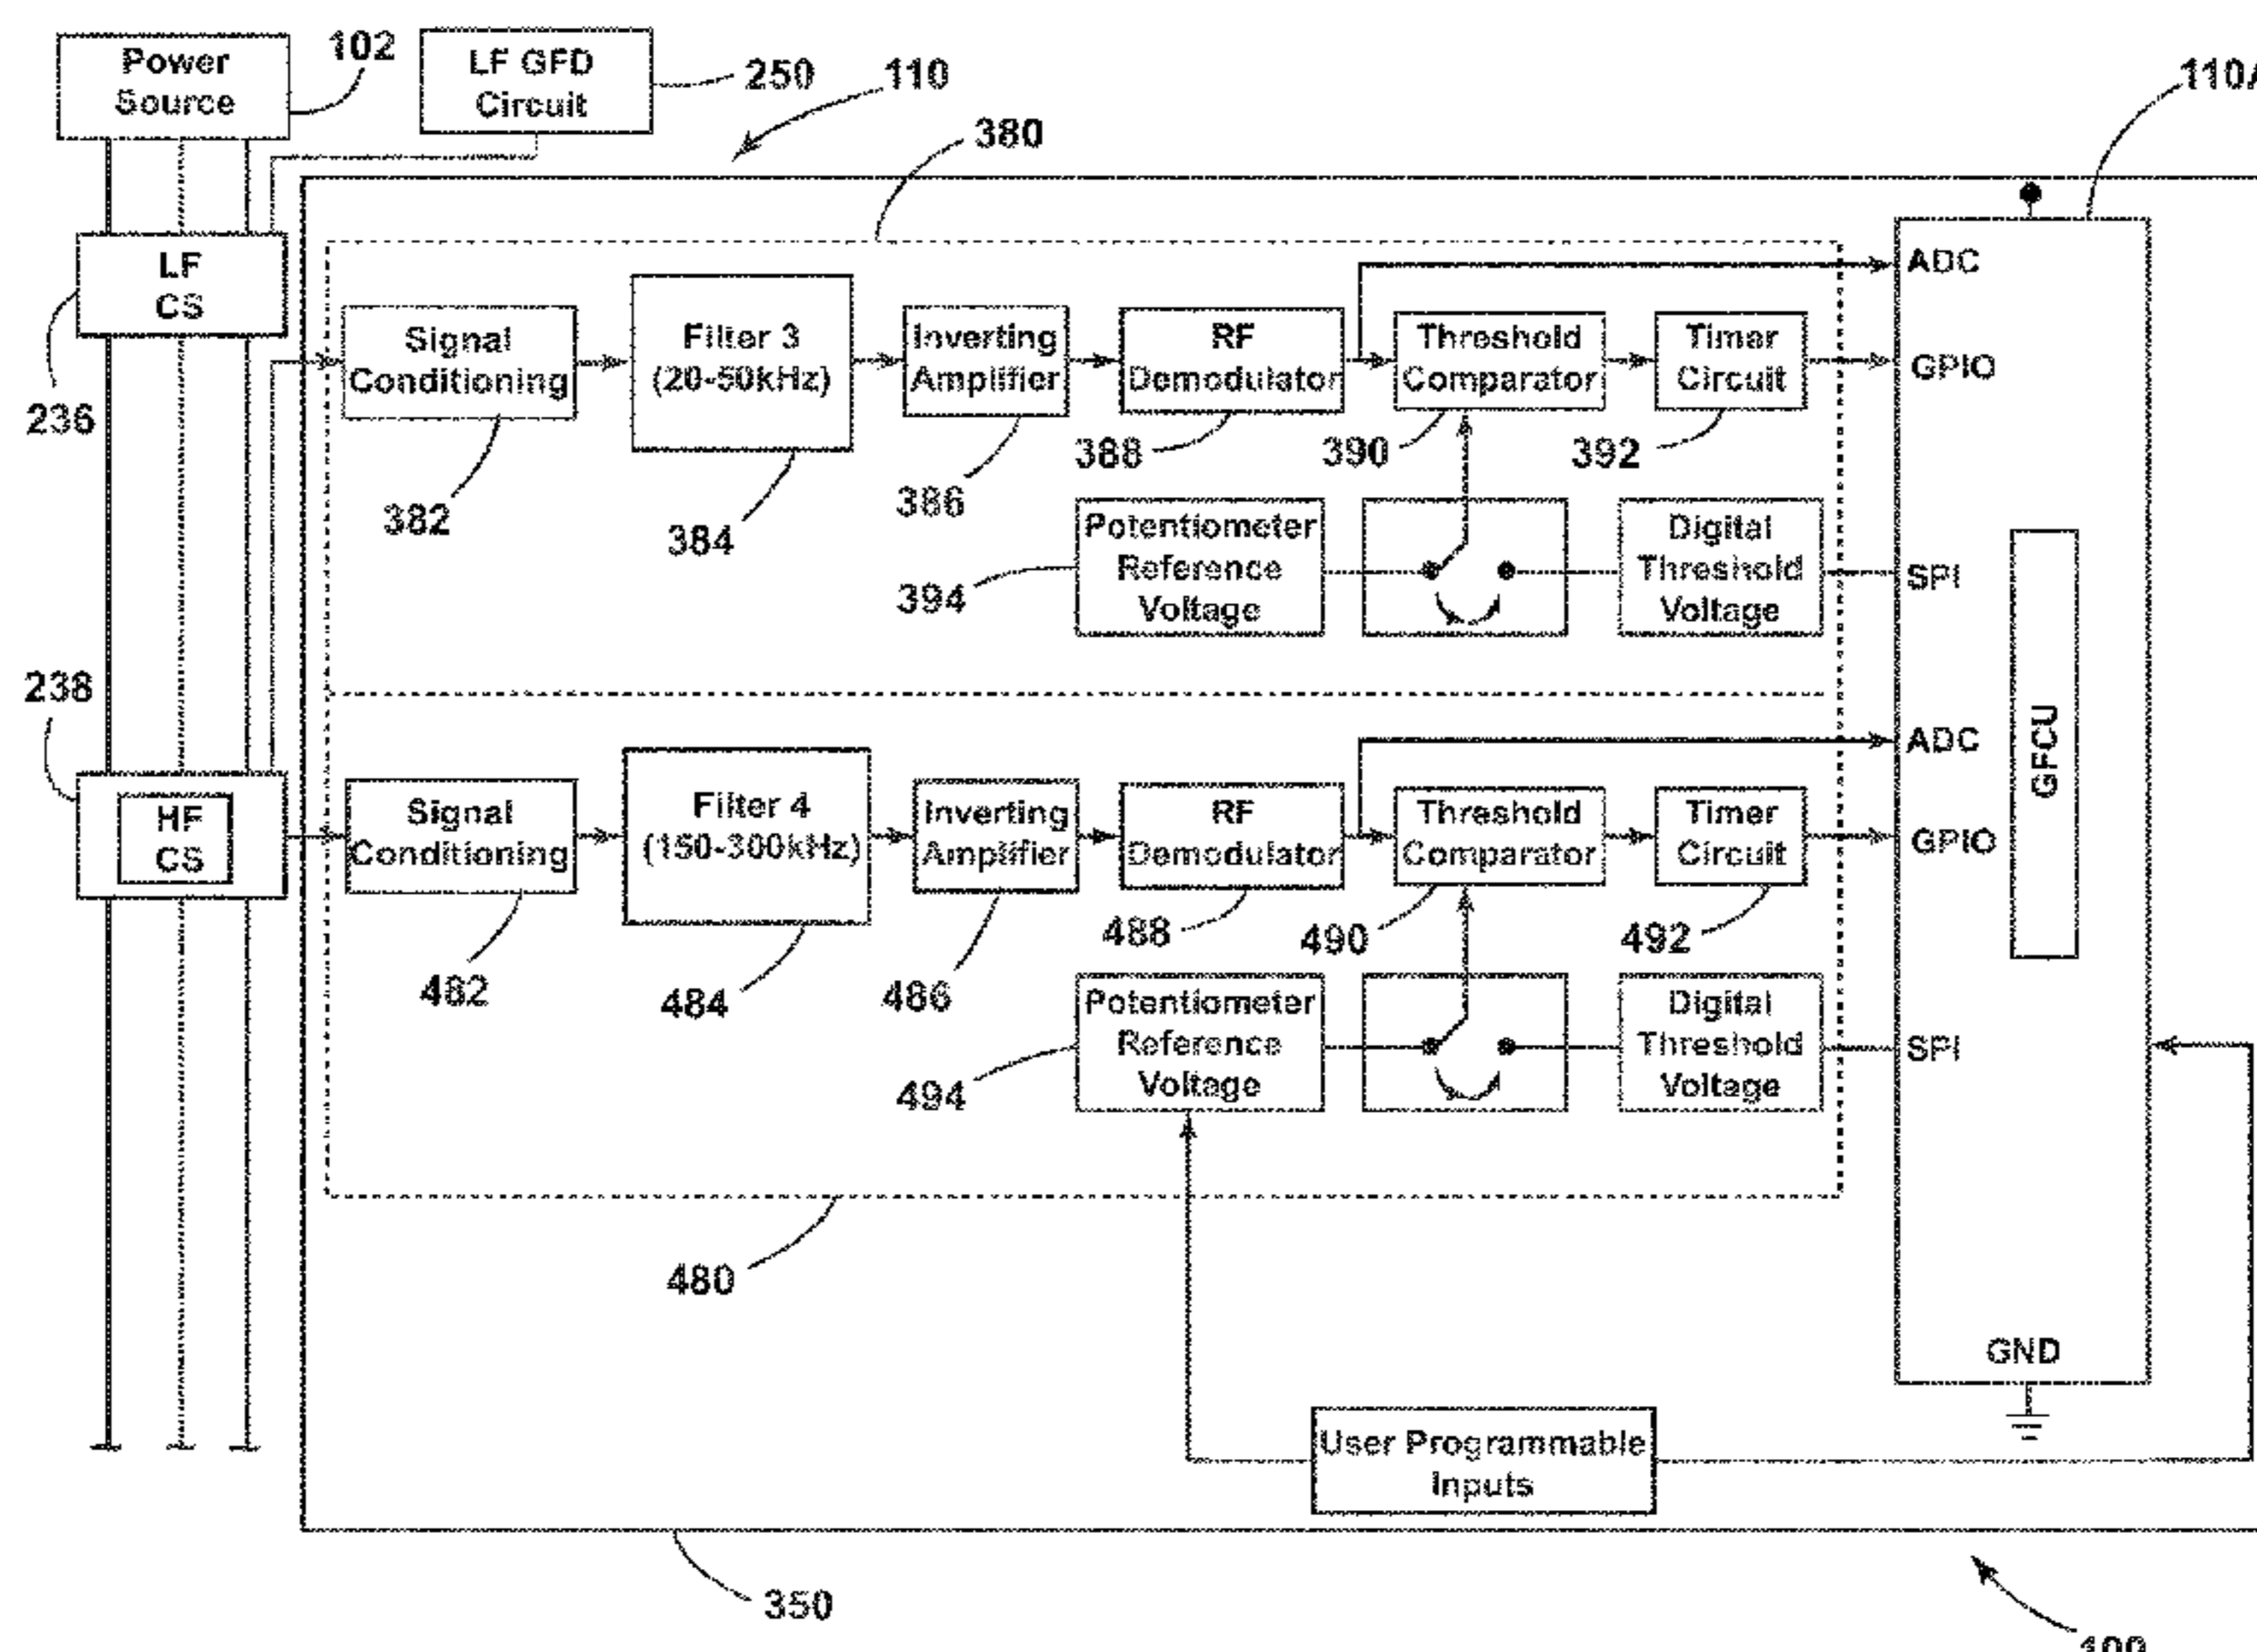 Power
Source
102
LF GFD
Circuit
250
110
380
110A
LF
CS
236
Signal
Conditioning
382
Filter 3
(20-50kHz)
384
Inverting
Amplifier
386
RF
Demodulator
388
Threshold
Comparator
390
Timer
Circuit
392
ADC
GPIO
394
Potentiometer
Reference
Voltage
Digital
Threshold
Voltage
SPI
GFCU
238
HF
CS
Signal
Conditioning
482
Filter 4
(150-300kHz)
484
Inverting
Amplifier
486
RF
Demodulator
488
Threshold
Comparator
490
Timer
Circuit
492
ADC
GPIO
494
Potentiometer
Reference
Voltage
Digital
Threshold
Voltage
SPI
480
GND
User Programmable
Inputs
350